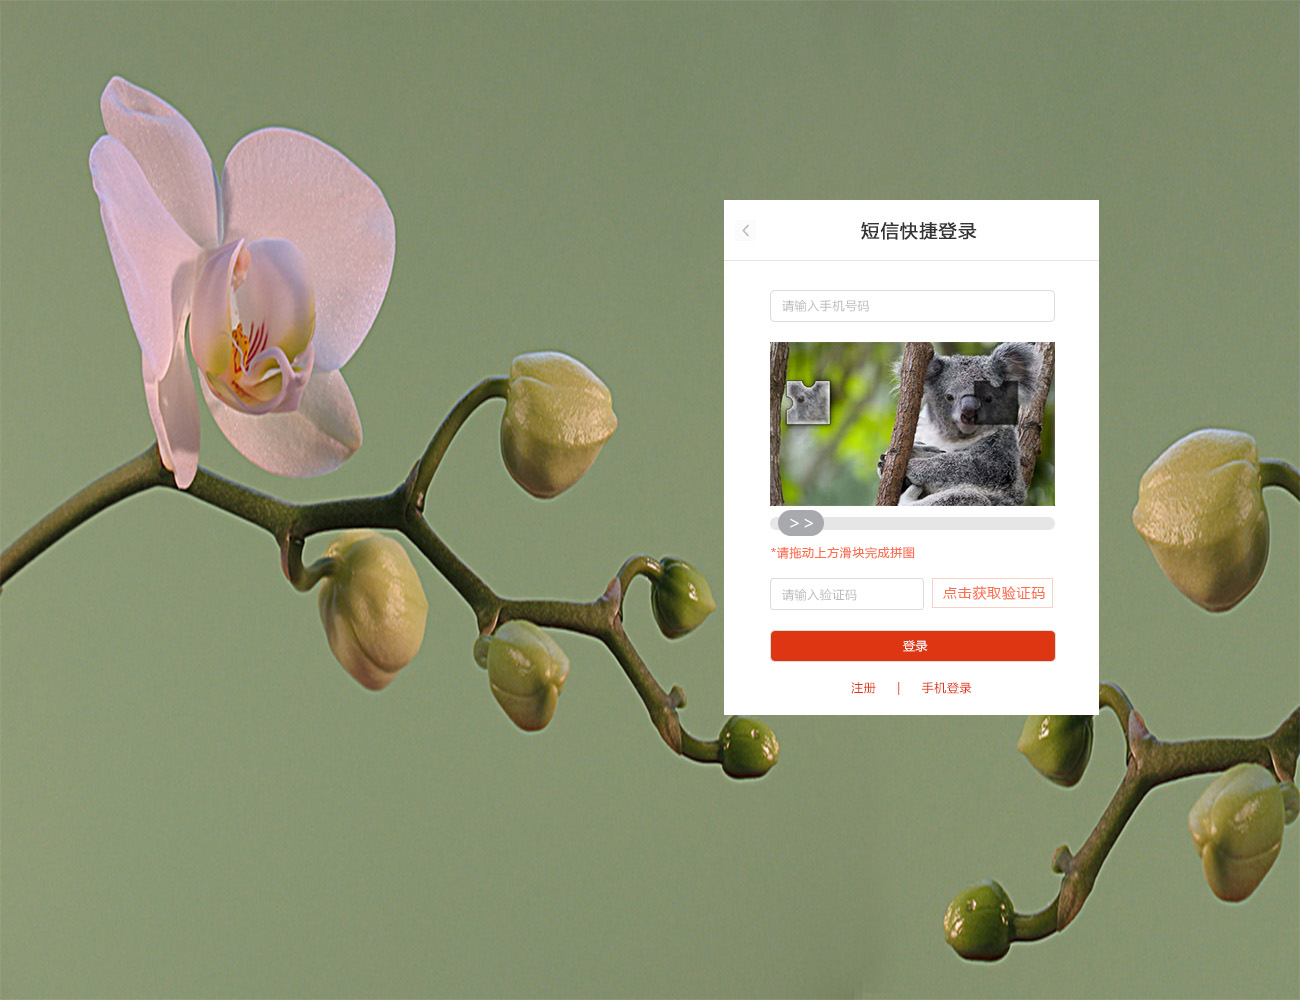 短信快捷登录
请输入手机号码
> >
*请拖动上方滑块完成拼图
请输入验证码 点击获取验证码
登录
注册 | 手机登录